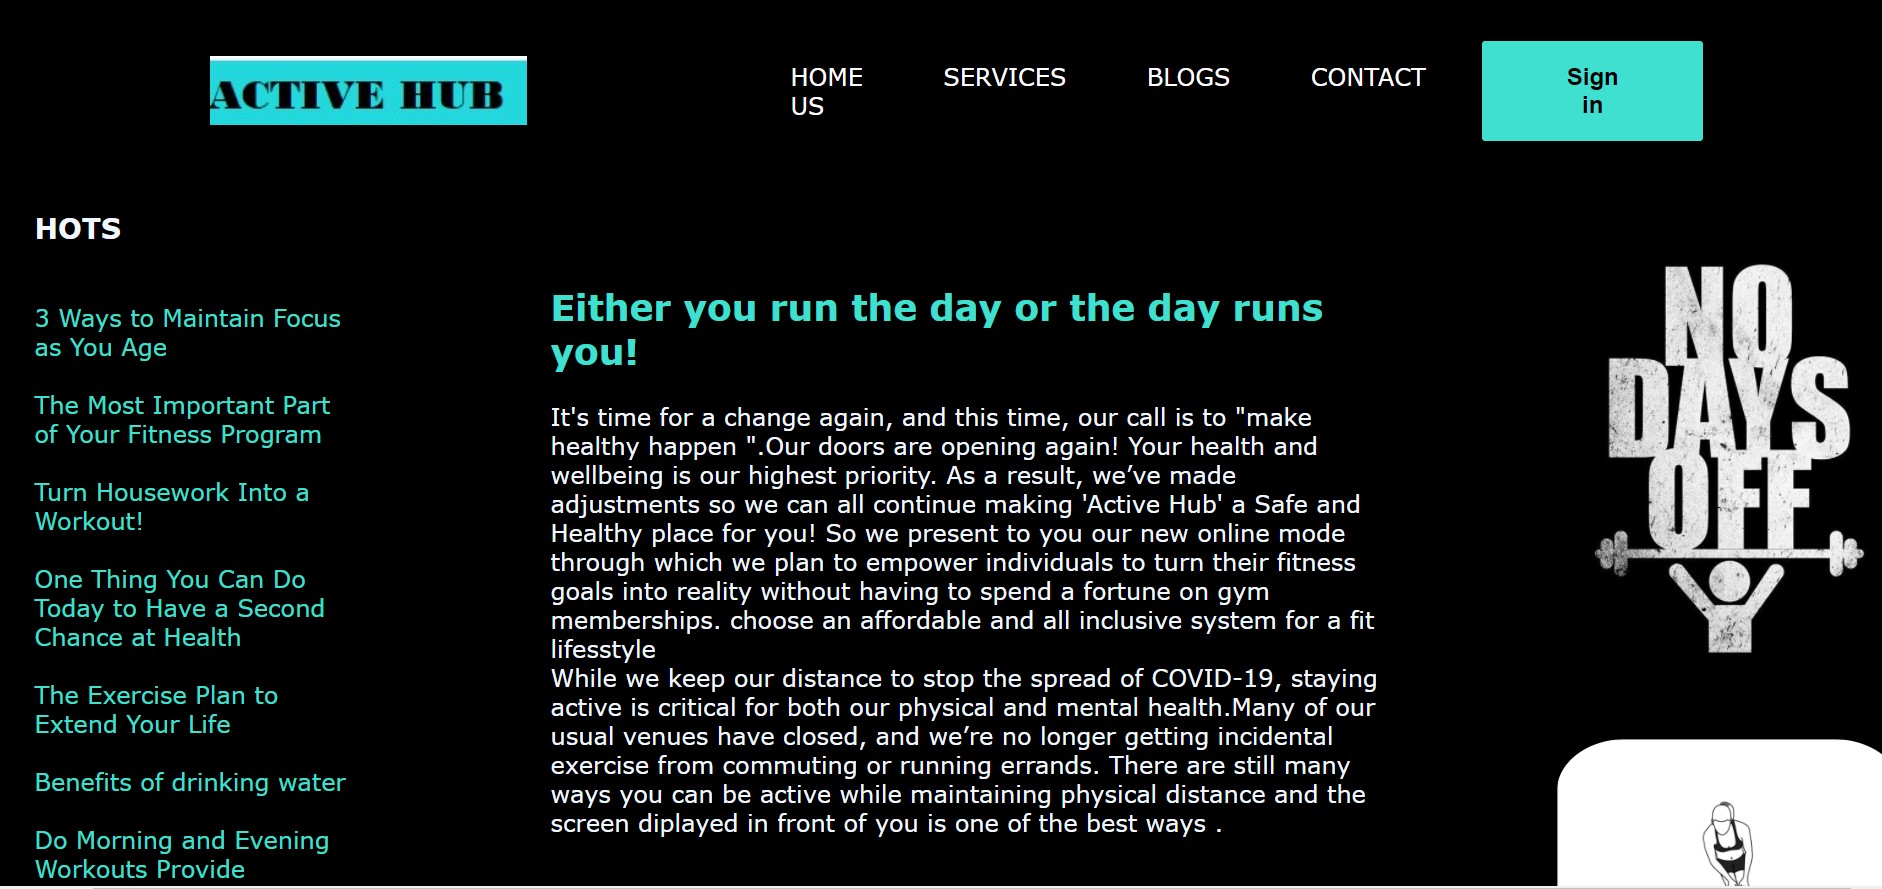 ACTIVE HUB
HOME SERVICES BLOGS CONTACT
US
Sign
in
HOTS
3 Ways to Maintain Focus
as You Age
The Most Important Part
of Your Fitness Program
Turn Housework Into a
Workout!
One Thing You Can Do
Today to Have a Second
Chance at Health
The Exercise Plan to
Extend Your Life
Benefits of drinking water
Do Morning and Evening
Workouts Provide
Either you run the day or the day runs
you!
It's time for a change again, and this time, our call is to "make
healthy happen ".Our doors are opening again! Your health and
wellbeing is our highest priority. As a result, we’ve made
adjustments so we can all continue making 'Active Hub' a Safe and
Healthy place for you! So we present to you our new online mode
through which we plan to empower individuals to turn their fitness
goals into reality without having to spend a fortune on gym
memberships. choose an affordable and all inclusive system for a fit
lifesstyle
While we keep our distance to stop the spread of COVID-19, staying
active is critical for both our physical and mental health.Many of our
usual venues have closed, and we’re no longer getting incidental
exercise from commuting or running errands. There are still many
ways you can be active while maintaining physical distance and the
screen diplayed in front of you is one of the best ways .
NO
DAYS
OFF